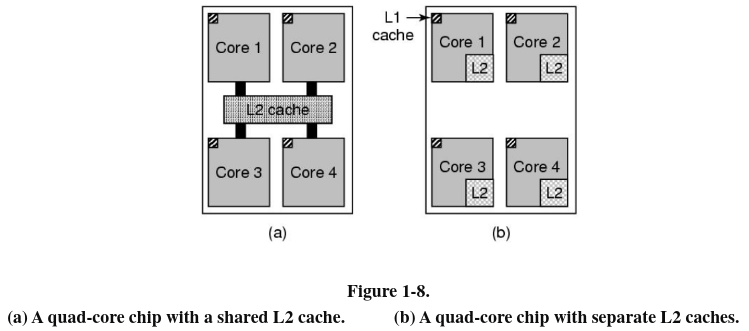 Core 1
Core 2
L2 cache
Core 3
Core 4
(a)
L1
cache
Core 1
L2
Core 2
L2
Core 3
L2
Core 4
L2
(b)
Figure 1-8.
(a) A quad-core chip with a shared L2 cache.
(b) A quad-core chip with separate L2 caches.